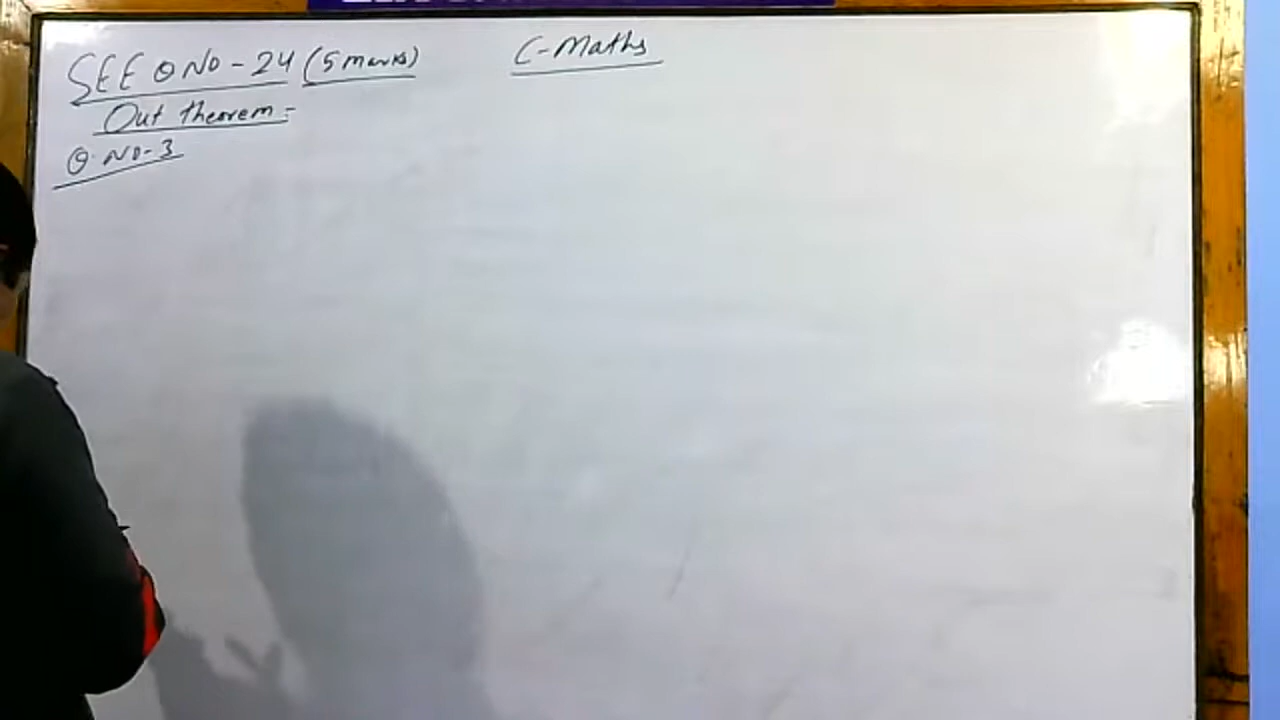 SEE Q NO - 24 (5 marks)
C-Maths
Out theorem:-
Q. NO-3